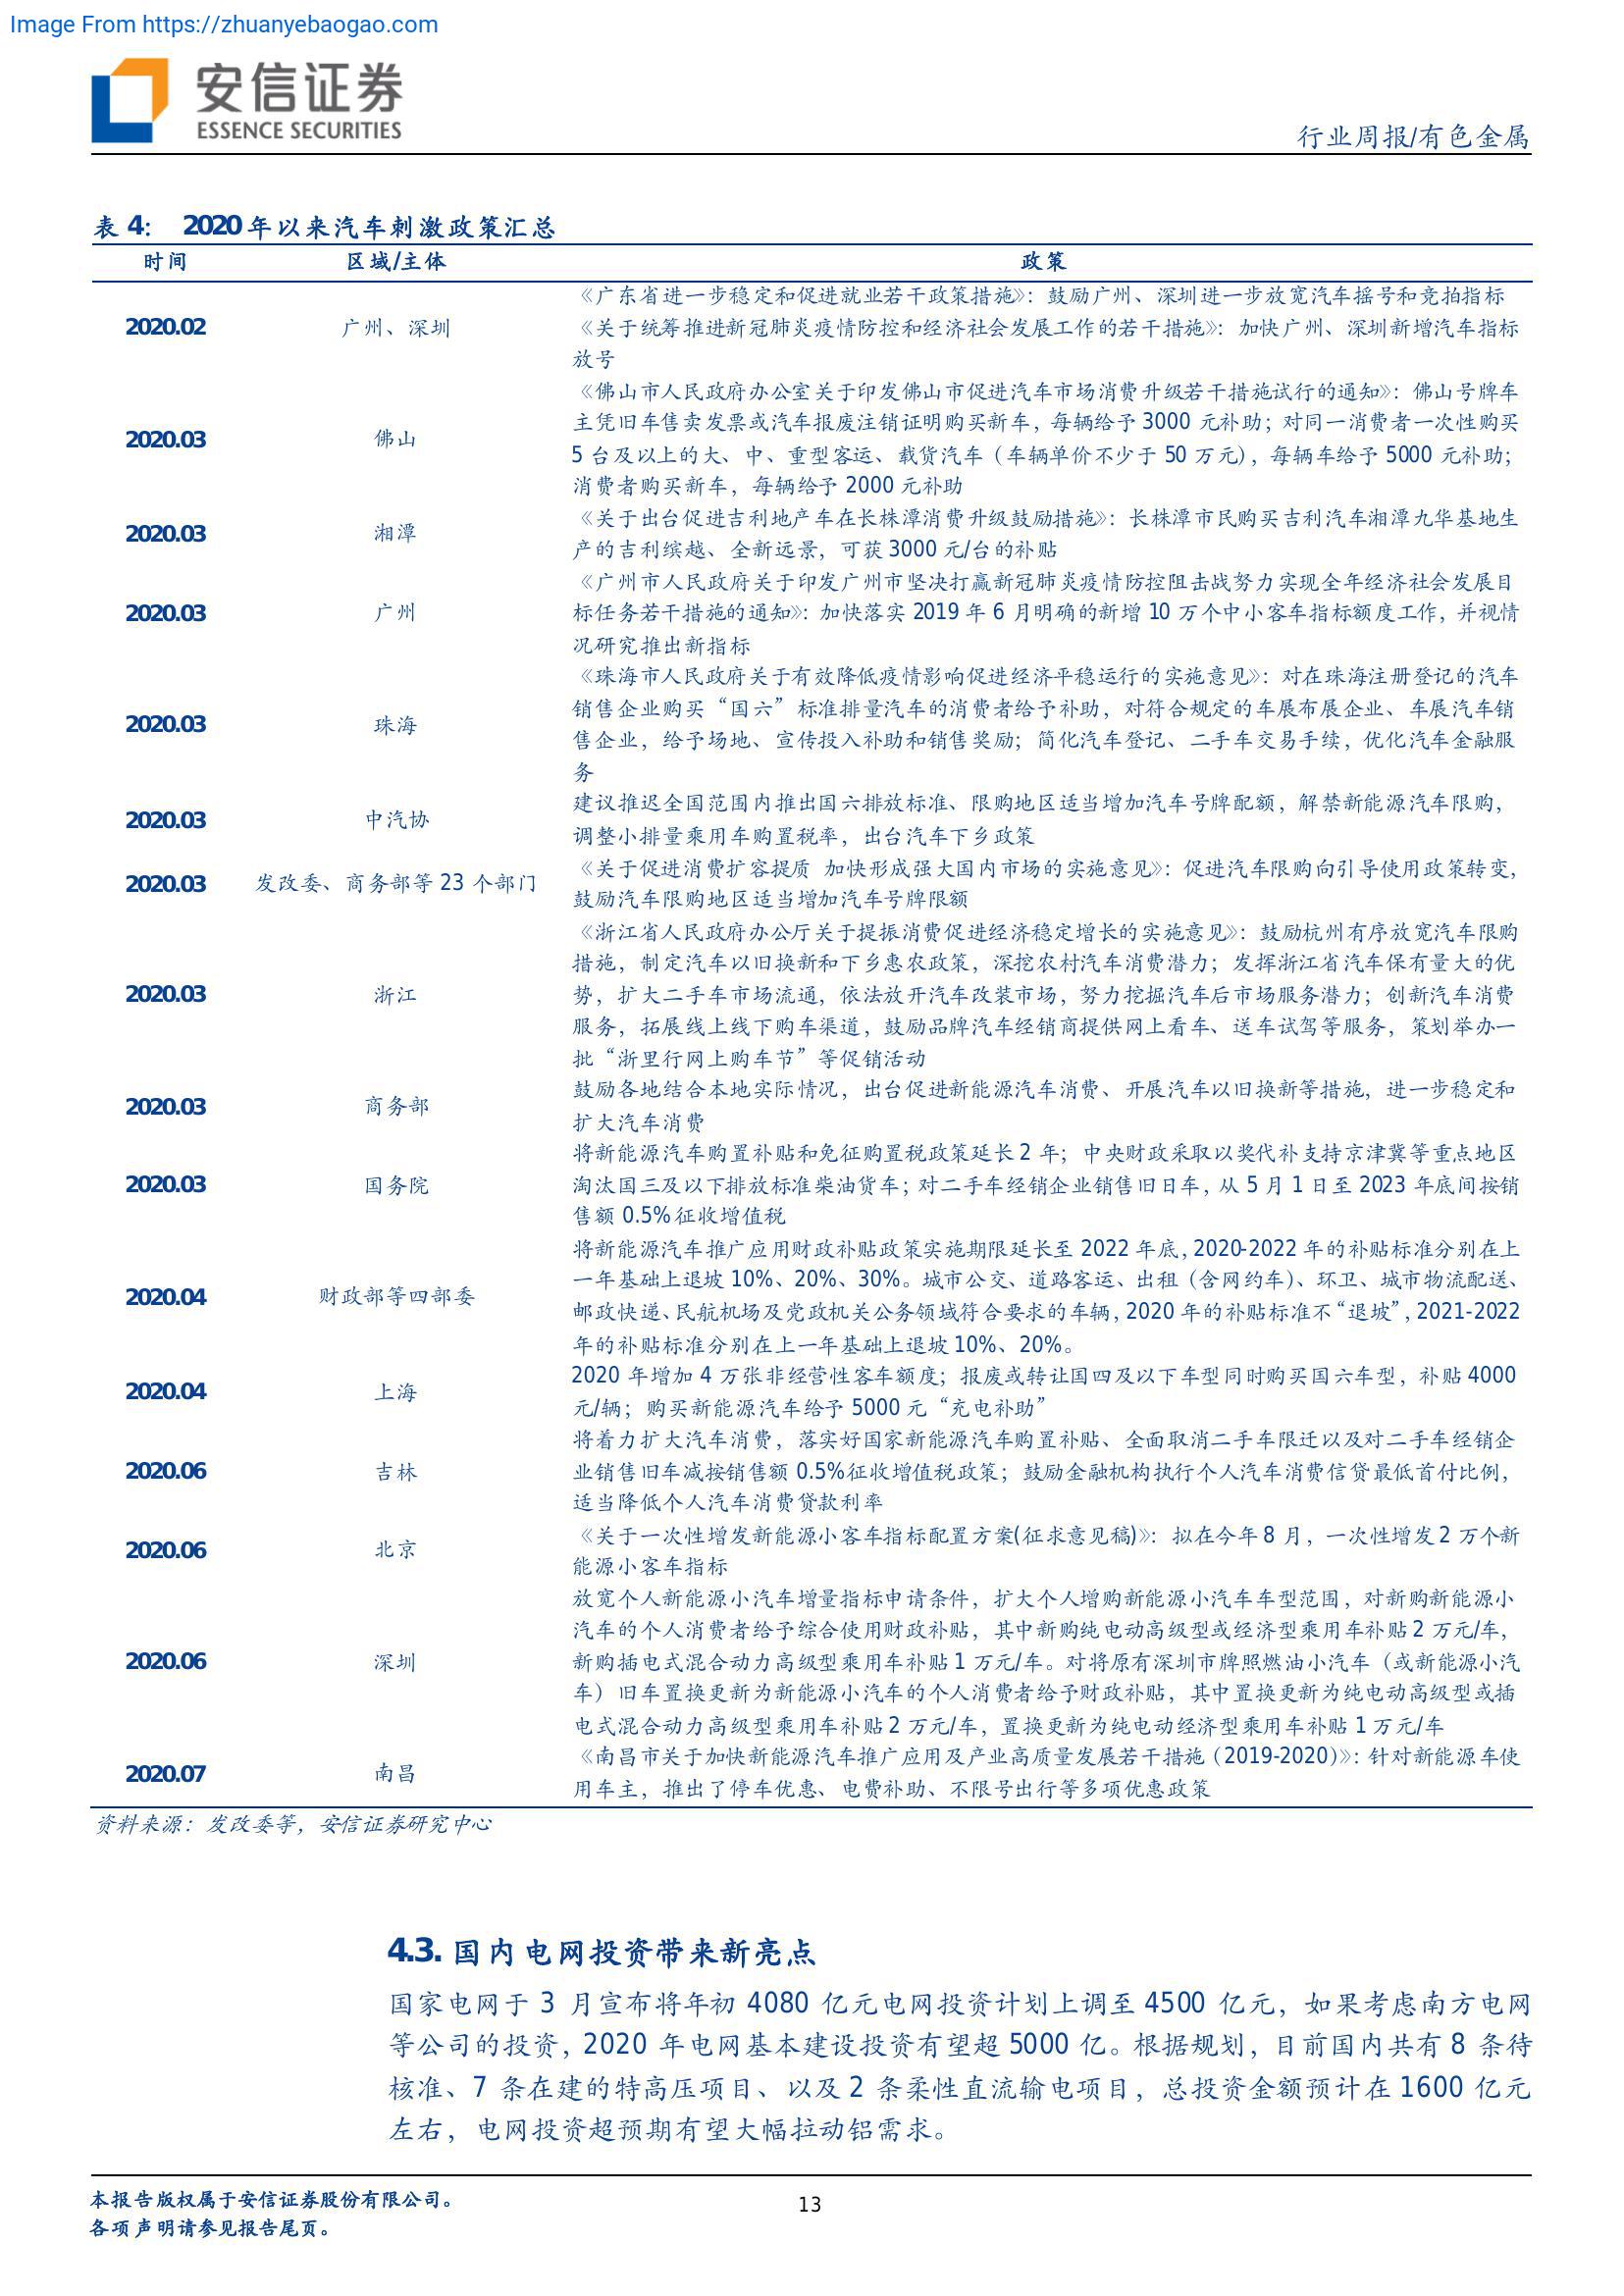 Image From https://zhuanyebaogao.com
安信证券
ESSENCE SECURITIES
行业周报/有色金属
表 4: 2020 年以来汽车刺激政策汇总
时间 区域/主体 政策
《广东省进一步稳定和促进就业若干政策措施》：鼓励广州、深圳进一步放宽汽车摇号和竞拍指标
2020.02 广州、深圳 《关于统筹推进新冠肺炎疫情防控和经济社会发展工作的若干措施》：加快广州、深圳新增汽车指标
放号
《佛山市人民政府办公室关于印发佛山市促进汽车市场消费升级若干措施试行的通知》：佛山号牌车
主凭旧车售卖发票或汽车报废注销证明购买新车，每辆给予 3000 元补助；对同一消费者一次性购买
2020.03 佛山
5 台及以上的大、中、重型客运、载货汽车（车辆单价不少于 50 万元），每辆车给予 5000 元补助；
消费者购买新车，每辆给予 2000 元补助
2020.03 湘潭
《关于出台促进吉利地产车在长株潭消费升级鼓励措施》：长株潭市民购买吉利汽车湘潭九华基地生
产的吉利缤越、全新远景，可获 3000 元/台的补贴
《广州市人民政府关于印发广州市坚决打赢新冠肺炎疫情防控阻击战努力实现全年经济社会发展目
2020.03 广州 标任务若干措施的通知》：加快落实 2019 年 6 月明确的新增 10 万个中小客车指标额度工作，并视情
况研究推出新指标
《珠海市人民政府关于有效降低疫情影响促进经济平稳运行的实施意见》：对在珠海注册登记的汽车
销售企业购买“国六”标准排量汽车的消费者给予补助，对符合规定的车展布展企业、车展汽车销
2020.03 珠海
售企业，给予场地、宣传投入补助和销售奖励；简化汽车登记、二手车交易手续，优化汽车金融服
务
2020.03 中汽协
建议推迟全国范围内推出国六排放标准、限购地区适当增加汽车号牌配额，解禁新能源汽车限购，
调整小排量乘用车购置税率，出台汽车下乡政策
2020.03 发改委、商务部等 23 个部门
《关于促进消费扩容提质 加快形成强大国内市场的实施意见》：促进汽车限购向引导使用政策转变，
鼓励汽车限购地区适当增加汽车号牌限额
《浙江省人民政府办公厅关于提振消费促进经济稳定增长的实施意见》：鼓励杭州有序放宽汽车限购
措施，制定汽车以旧换新和下乡惠农政策，深挖农村汽车消费潜力；发挥浙江省汽车保有量大的优
2020.03 浙江 势，扩大二手车市场流通，依法放开汽车改装市场，努力挖掘汽车后市场服务潜力；创新汽车消费
服务，拓展线上线下购车渠道，鼓励品牌汽车经销商提供网上看车、送车试驾等服务，策划举办一
批“浙里行网上购车节”等促销活动
2020.03 商务部
鼓励各地结合本地实际情况，出台促进新能源汽车消费、开展汽车以旧换新等措施，进一步稳定和
扩大汽车消费
将新能源汽车购置补贴和免征购置税政策延长 2 年；中央财政采取以奖代补支持京津冀等重点地区
2020.03 国务院 淘汰国三及以下排放标准柴油货车；对二手车经销企业销售旧日车，从 5 月 1 日至 2023 年底间按销
售额 0.5%征收增值税
将新能源汽车推广应用财政补贴政策实施期限延长至 2022 年底，2020-2022 年的补贴标准分别在上
一年基础上退坡 10%、20%、30%。城市公交、道路客运、出租（含网约车）、环卫、城市物流配送、
2020.04 财政部等四部委
邮政快递、民航机场及党政机关公务领域符合要求的车辆，2020 年的补贴标准不“退坡”，2021-2022
年的补贴标准分别在上一年基础上退坡 10%、20%。
2020.04 上海
2020 年增加 4 万张非经营性客车额度；报废或转让国四及以下车型同时购买国六车型，补贴 4000
元/辆；购买新能源汽车给予 5000 元“充电补助”
将着力扩大汽车消费，落实好国家新能源汽车购置补贴、全面取消二手车限迁以及对二手车经销企
2020.06 吉林 业销售旧车减按销售额 0.5%征收增值税政策；鼓励金融机构执行个人汽车消费信贷最低首付比例，
适当降低个人汽车消费贷款利率
2020.06 北京
《关于一次性增发新能源小客车指标配置方案(征求意见稿)》：拟在今年 8 月，一次性增发 2 万个新
能源小客车指标
放宽个人新能源小汽车增量指标申请条件，扩大个人增购新能源小汽车车型范围，对新购新能源小
汽车的个人消费者给予综合使用财政补贴，其中新购纯电动高级型或经济型乘用车补贴 2 万元/车，
2020.06 深圳 新购插电式混合动力高级型乘用车补贴 1 万元/车。对将原有深圳市牌照燃油小汽车（或新能源小汽
车）旧车置换更新为新能源小汽车的个人消费者给予财政补贴，其中置换更新为纯电动高级型或插
电式混合动力高级型乘用车补贴 2 万元/车，置换更新为纯电动经济型乘用车补贴 1 万元/车
2020.07 南昌
《南昌市关于加快新能源汽车推广应用及产业高质量发展若干措施（2019-2020）》：针对新能源车使
用车主，推出了停车优惠、电费补助、不限号出行等多项优惠政策
资料来源：发改委等，安信证券研究中心
4.3. 国内电网投资带来新亮点
国家电网于 3 月宣布将年初 4080 亿元电网投资计划上调至 4500 亿元，如果考虑南方电网
等公司的投资，2020 年电网基本建设投资有望超 5000 亿。根据规划，目前国内共有 8 条待
核准、7 条在建的特高压项目、以及 2 条柔性直流输电项目，总投资金额预计在 1600 亿元
左右，电网投资超预期有望大幅拉动铝需求。
本报告版权属于安信证券股份有限公司。
13
各项声明请参见报告尾页。